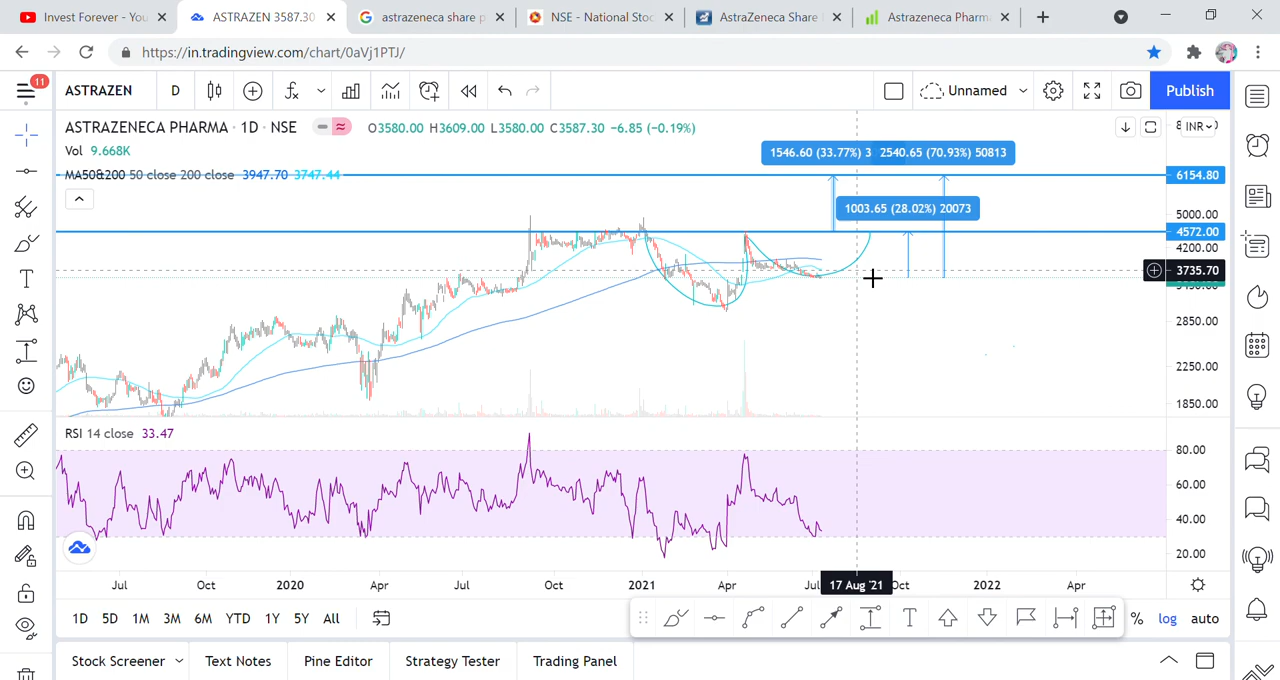 Invest Forever - You
ASTRAZEN 3587.30
astrazeneca share p
NSE - National Stoc
AstraZeneca Share
Astrazeneca Pharm
https://in.tradingview.com/chart/0aVj1PTJ/
11
ASTRAZEN
D
Unnamed
Publish
ASTRAZENECA PHARMA · 1D · NSE
O3580.00 H3609.00 L3580.00 C3587.30 −6.85 (−0.19%)
INR
Vol 9.668K
1546.60 (33.77%) 3
2540.65 (70.93%) 50813
MA50&200 50 close 200 close 3947.70 3747.44
6154.80
1003.65 (28.02%) 20073
5000.00
4572.00
4200.00
3735.70
2850.00
2250.00
1850.00
RSI 14 close 33.47
80.00
60.00
40.00
20.00
Jul
Oct
2020
Apr
Jul
Oct
2021
Apr
Jul
17 Aug '21
Oct
2022
Apr
1D 5D 1M 3M 6M YTD 1Y 5Y All
% log auto
Stock Screener
Text Notes
Pine Editor
Strategy Tester
Trading Panel